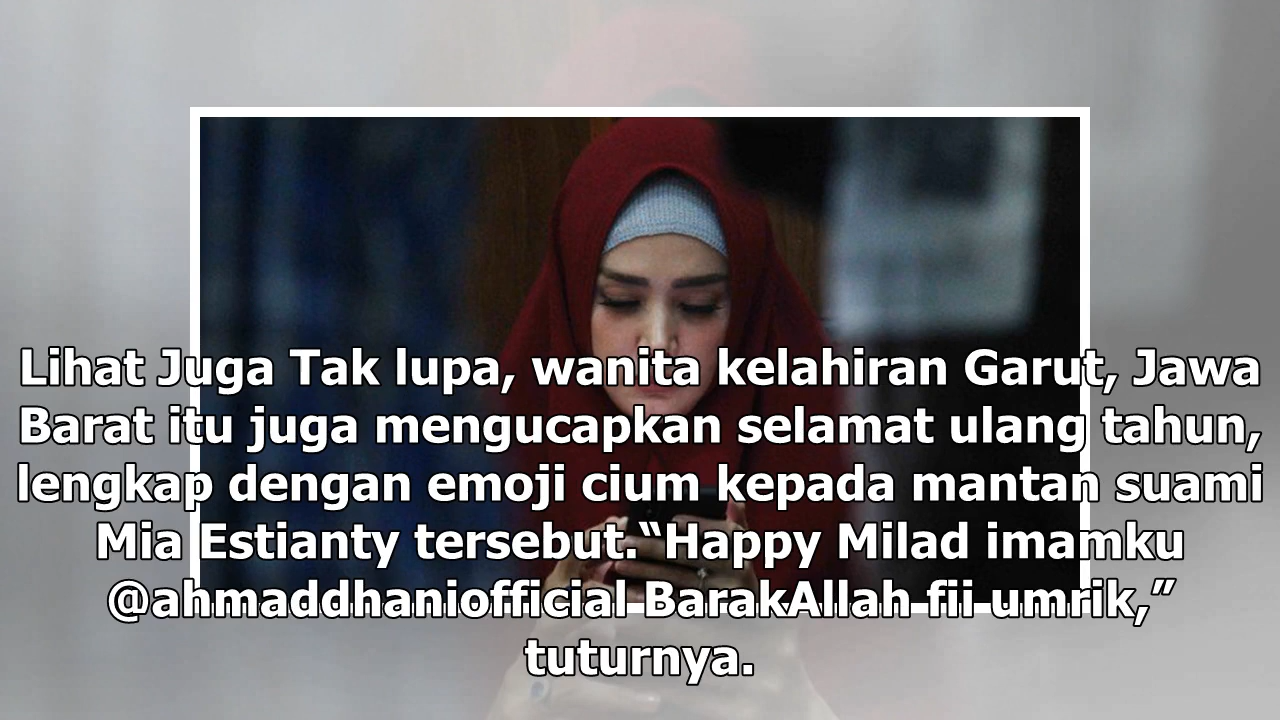 Lihat Juga Tak lupa, wanita kelahiran Garut, Jawa
Barat itu juga mengucapkan selamat ulang tahun,
lengkap dengan emoji cium kepada mantan suami
Mia Estianty tersebut.“Happy Milad imamku
@ahmaddhaniofficial BarakAllah fii umrik,”
tuturnya.